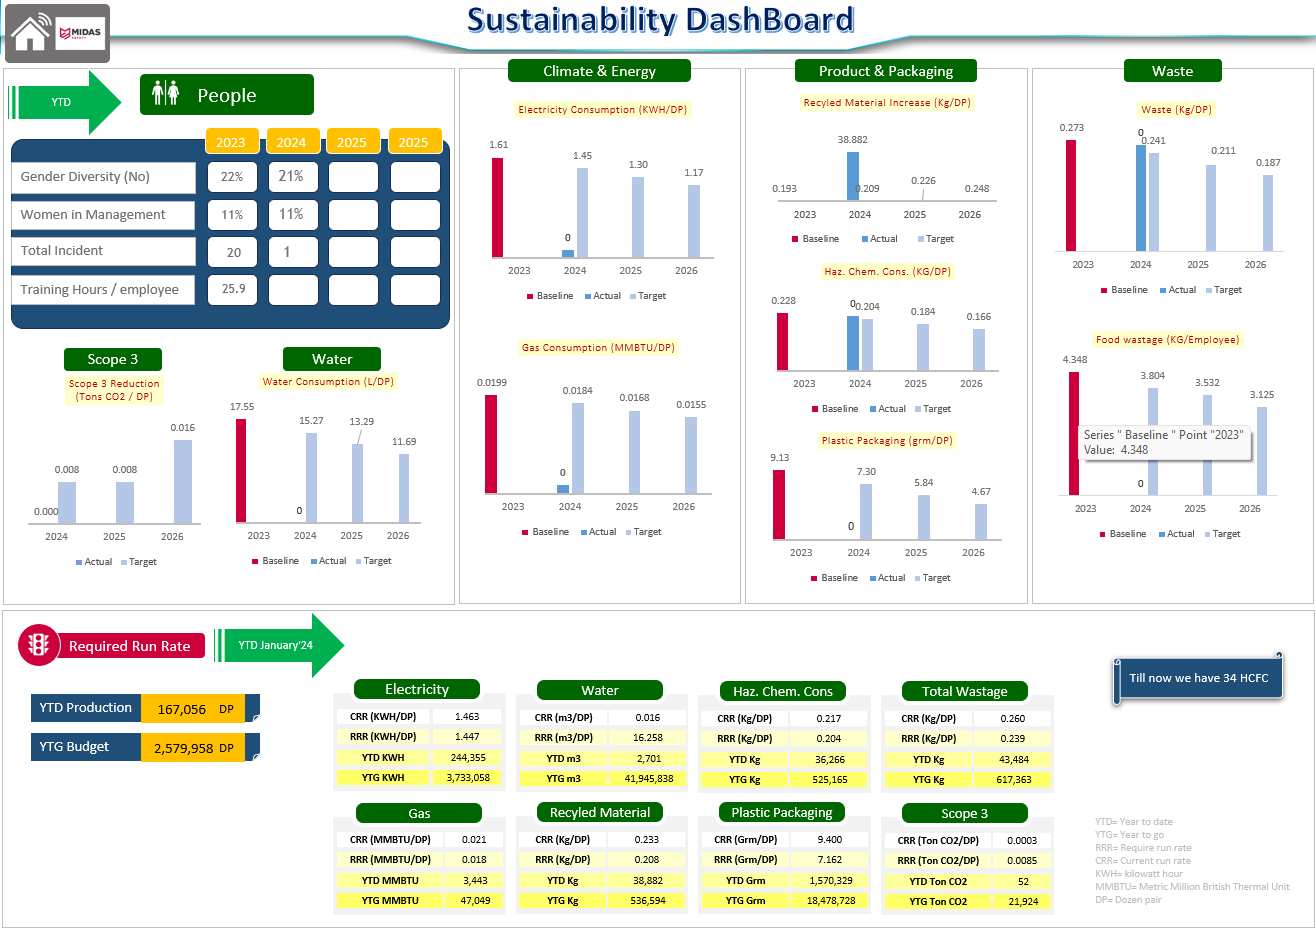 Sustainability DashBoard
MIDAS
SAFETY
YTD
People
2023 2024 2025 2025
Gender Diversity (No) 22% 21%
Women in Management 11% 11%
Total Incident 20 1
Training Hours / employee 25.9
Scope 3
Scope 3 Reduction
(Tons CO2 / DP)
0.016
0.008 0.008
0.000
2024 2025 2026
Actual Target
Water
Water Consumption (L/DP)
17.55
15.27 13.29
11.69
0
2023 2024 2025 2026
Baseline Actual Target
Climate & Energy
Electricity Consumption (KWH/DP)
1.61
1.45
1.30
1.17
0
2023 2024 2025 2026
Baseline Actual Target
Gas Consumption (MMBTU/DP)
0.0199
0.0184
0.0168
0.0155
0
2023 2024 2025 2026
Baseline Actual Target
Product & Packaging
Recyled Material Increase (Kg/DP)
38.882
0.193 0.209 0.226 0.248
2023 2024 2025 2026
Baseline Actual Target
Haz. Chem. Cons. (KG/DP)
0.228 0 0.204 0.184 0.166
2023 2024 2025 2026
Baseline Actual Target
Plastic Packaging (grm/DP)
9.13
7.30
5.84
4.67
0
2023 2024 2025 2026
Baseline Actual Target
Waste
Waste (Kg/DP)
0.273 0
0.241
0.211
0.187
2023 2024 2025 2026
Baseline Actual Target
Food wastage (KG/Employee)
4.348
3.804
3.532
3.125
Series " Baseline " Point "2023"
Value: 4.348
0
2023 2024 2025 2026
Baseline Actual Target
Required Run Rate
YTD January'24
Till now we have 34 HCFC
YTD Production 167,056 DP
YTG Budget 2,579,958 DP
Electricity
CRR (KWH/DP) 1.463
RRR (KWH/DP) 1.447
YTD KWH 244,355
YTG KWH 3,733,058
Water
CRR (m3/DP) 0.016
RRR (m3/DP) 16.258
YTD m3 2,701
YTG m3 41,945,838
Haz. Chem. Cons
CRR (Kg/DP) 0.217
RRR (Kg/DP) 0.204
YTD Kg 36,266
YTG Kg 525,165
Total Wastage
CRR (Kg/DP) 0.260
RRR (Kg/DP) 0.239
YTD Kg 43,484
YTG Kg 617,363
Gas
CRR (MMBTU/DP) 0.021
RRR (MMBTU/DP) 0.018
YTD MMBTU 3,443
YTG MMBTU 47,049
Recyled Material
CRR (Kg/DP) 0.233
RRR (Kg/DP) 0.208
YTD Kg 38,882
YTG Kg 536,594
Plastic Packaging
CRR (Grm/DP) 9.400
RRR (Grm/DP) 7.162
YTD Grm 1,570,329
YTG Grm 18,478,728
Scope 3
CRR (Ton CO2/DP) 0.0003
RRR (Ton CO2/DP) 0.0085
YTD Ton CO2 52
YTG Ton CO2 21,924
YTD= Year to date
YTG= Year to go
RRR= Require run rate
CRR= Current run rate
KWH= kilowatt hour
MMBTU= Metric Million British Thermal Unit
DP= Dozen pair